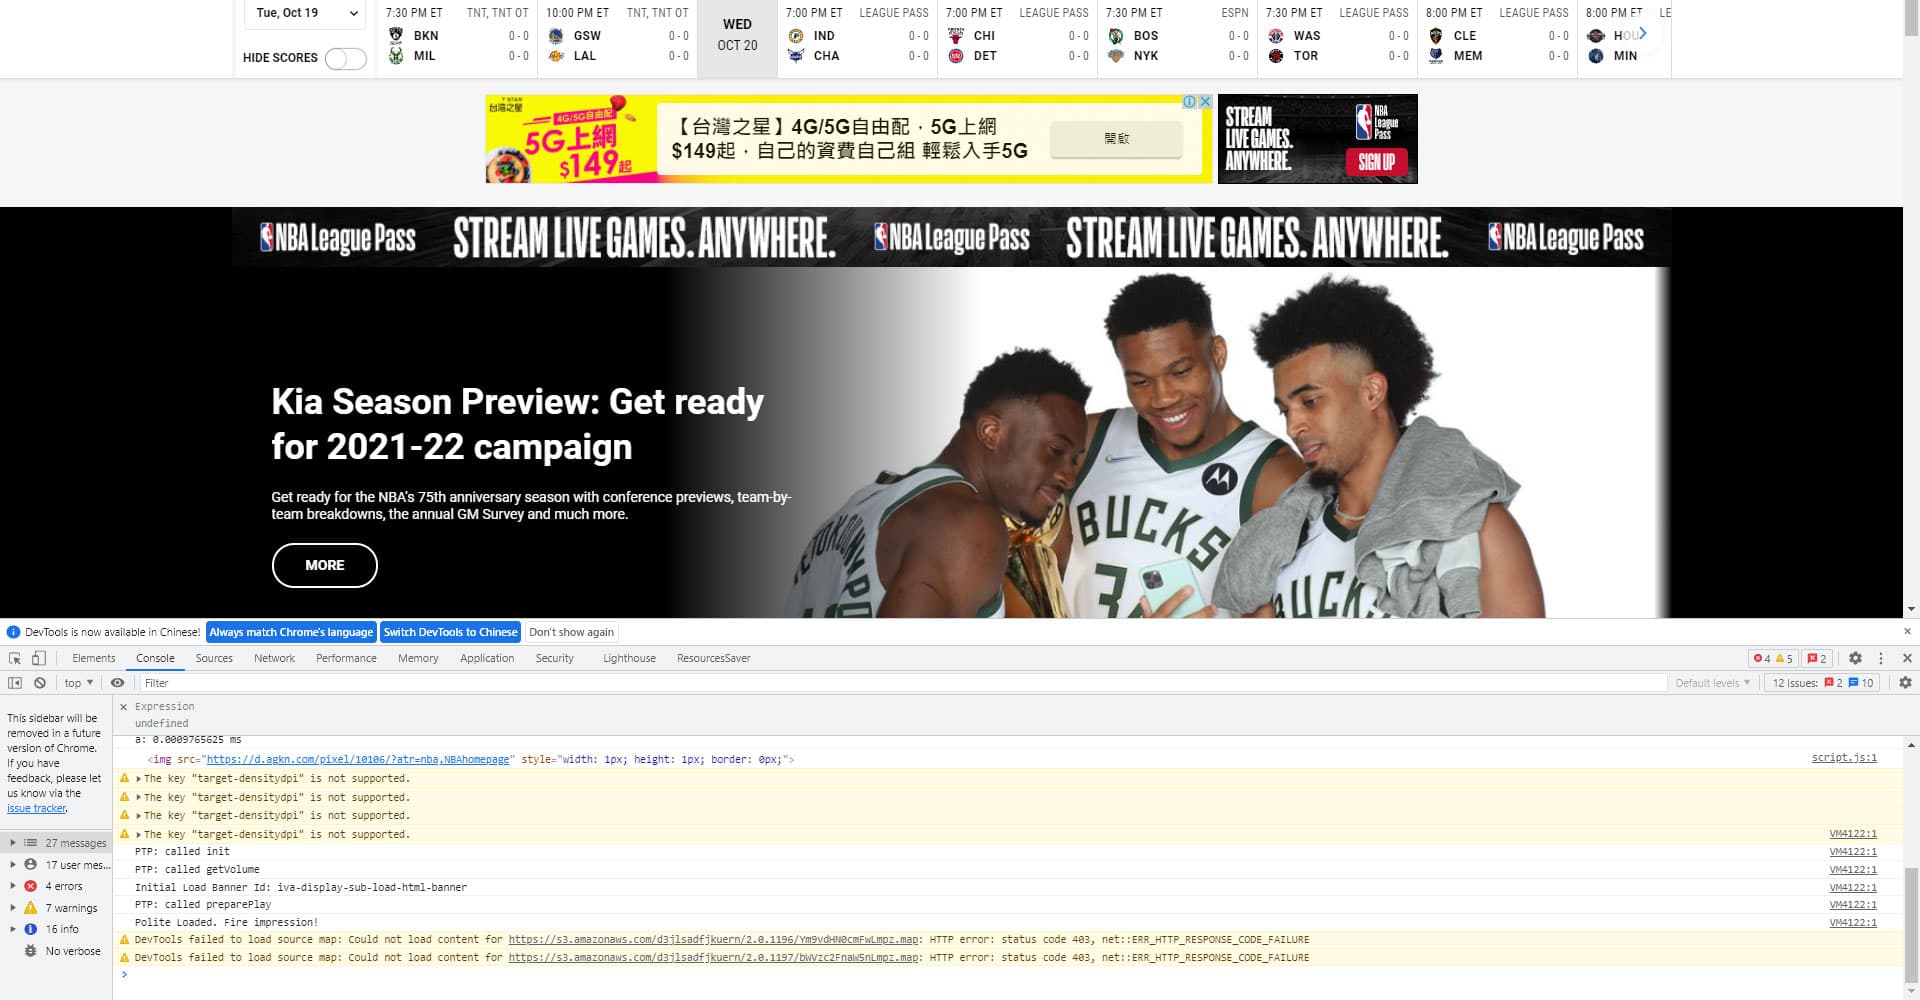 Tue, Oct 19
HIDE SCORES
7:30 PM ET TNT, TNT OT
BKN 0 - 0
MIL 0 - 0
10:00 PM ET TNT, TNT OT
GSW 0 - 0
LAL 0 - 0
WED
OCT 20
7:00 PM ET LEAGUE PASS
IND 0 - 0
CHA 0 - 0
7:00 PM ET LEAGUE PASS
CHI 0 - 0
DET 0 - 0
7:30 PM ET ESPN
BOS 0 - 0
NYK 0 - 0
7:30 PM ET LEAGUE PASS
WAS 0 - 0
TOR 0 - 0
8:00 PM ET LEAGUE PASS
CLE 0 - 0
MEM 0 - 0
8:00 PM ET LE
HOU
MIN
T STAR
台灣之星
4G/5G自由配
5G上網
$149起
【台灣之星】4G/5G自由配，5G上網
$149起，自己的資費自己組 輕鬆入手5G
開啟
STREAM
LIVE GAMES.
ANYWHERE.
NBA
League
Pass
SIGN UP
NBA League Pass STREAM LIVE GAMES. ANYWHERE. NBA League Pass STREAM LIVE GAMES. ANYWHERE. NBA League Pass
Kia Season Preview: Get ready
for 2021-22 campaign
Get ready for the NBA's 75th anniversary season with conference previews, team-by-
team breakdowns, the annual GM Survey and much more.
MORE
BUCKS
BUCK
DevTools is now available in Chinese! Always match Chrome's language Switch DevTools to Chinese Don't show again
Elements Console Sources Network Performance Memory Application Security Lighthouse ResourcesSaver 4 5 2
top Filter Default levels 12 Issues: 2 10
This sidebar will be
removed in a future
version of Chrome.
If you have
feedback, please let
us know via the
issue tracker.
27 messages
17 user mes...
4 errors
7 warnings
16 info
No verbose
Expression
undefined
a: 0.0009765625 ms
<img src="https://d.agkn.com/pixel/10106/?atr=nba,NBAhomepage" style="width: 1px; height: 1px; border: 0px;"> script.js:1
The key "target-densitydpi" is not supported.
The key "target-densitydpi" is not supported.
The key "target-densitydpi" is not supported.
The key "target-densitydpi" is not supported. VM4122:1
PTP: called init VM4122:1
PTP: called getVolume VM4122:1
Initial Load Banner Id: iva-display-sub-load-html-banner VM4122:1
PTP: called preparePlay VM4122:1
Polite Loaded. Fire impression! VM4122:1
DevTools failed to load source map: Could not load content for https://s3.amazonaws.com/d3jlsadfjkuern/2.0.1196/Ym9vdHN0cmFwLmpz.map: HTTP error: status code 403, net::ERR_HTTP_RESPONSE_CODE_FAILURE
DevTools failed to load source map: Could not load content for https://s3.amazonaws.com/d3jlsadfjkuern/2.0.1197/bWVzc2FnaW5nLmpz.map: HTTP error: status code 403, net::ERR_HTTP_RESPONSE_CODE_FAILURE